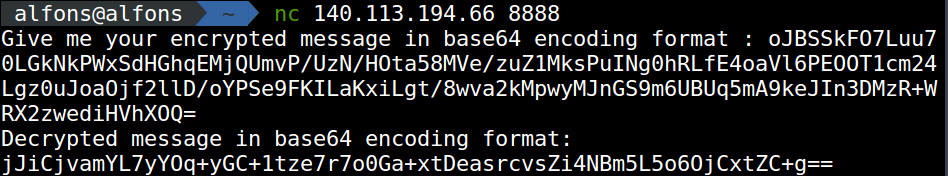 alfons@alfons ~ nc 140.113.194.66 8888
Give me your encrypted message in base64 encoding format : oJBSSkFO7Luu7
0LGkNkPWxSdHGhqEMjQUmvP/UzN/HOta58MVe/zuZ1MksPuINg0hRLfE4oaVl6PEOOT1cm24
Lgz0uJoaOjf2llD/oYPSe9FKILaKxiLgt/8wva2kMpwyMJnGS9m6UBUq5mA9keJIn3DMzR+W
RX2zwediHVhXOQ=
Decrypted message in base64 encoding format:
jJiCjvamYL7yYOq+yGC+1tze7r7o0Ga+xtDeasrcvsZi4NBm5L5o6OjCxtZC+g==